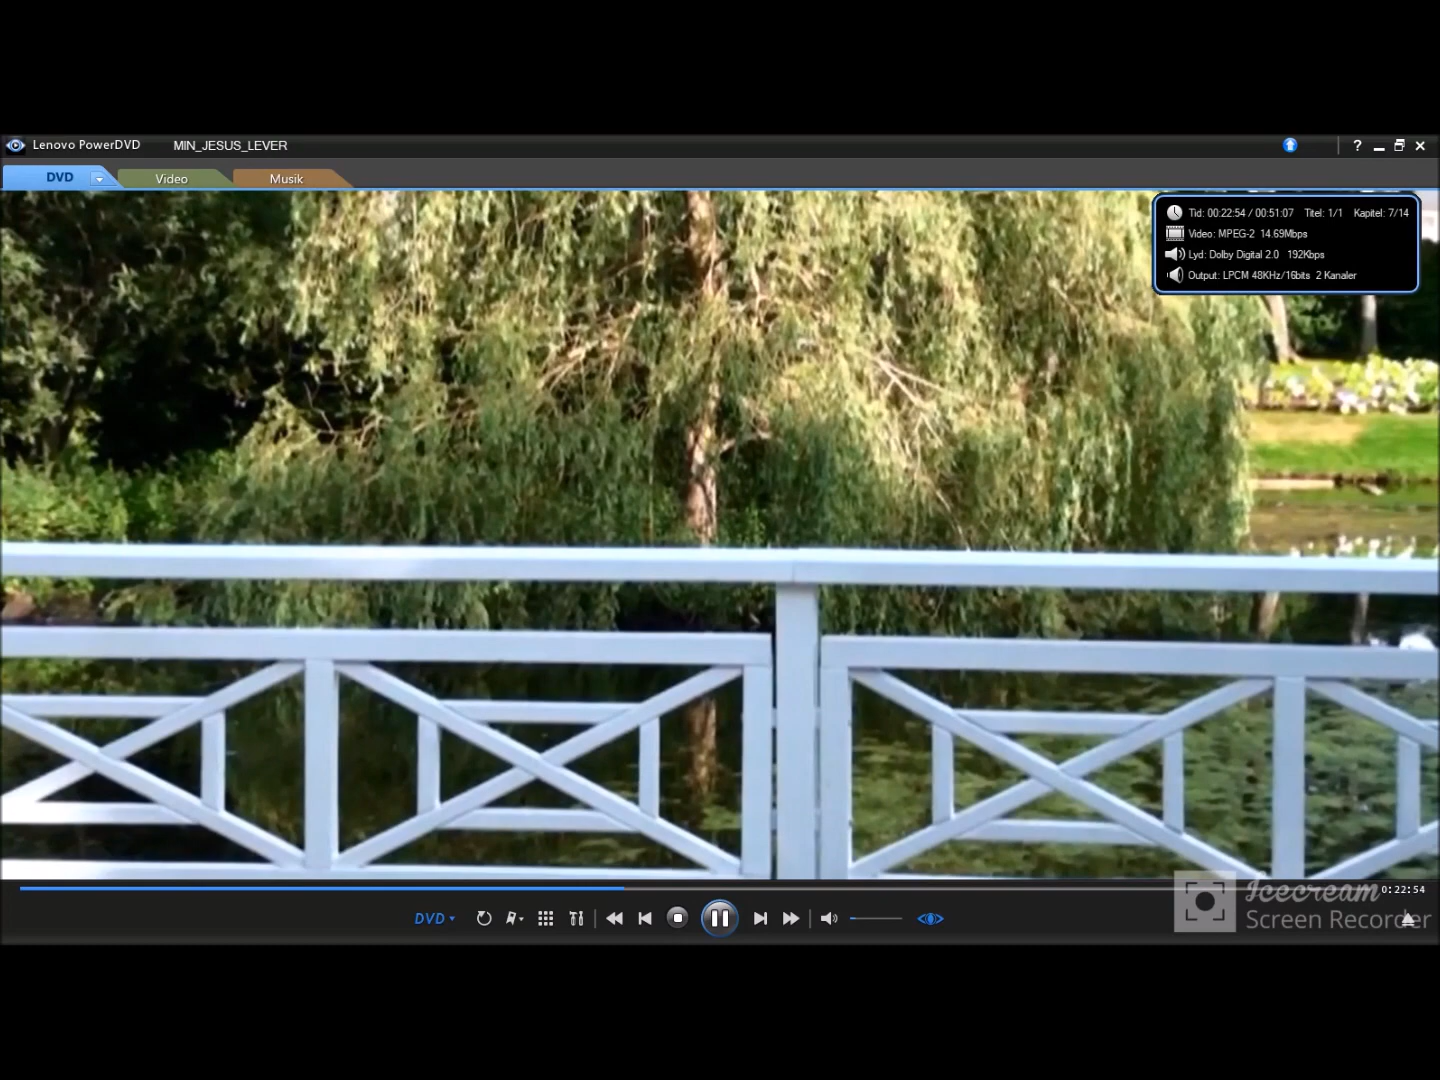 Lenovo PowerDVD MIN_JESUS_LEVER ?
DVD Video Musik
Tid: 00:22:54 / 00:51:07 Titel: 1/1 Kapitel: 7/14
Video: MPEG-2 14.69Mbps
Lyd: Dolby Digital 2.0 192Kbps
Output: LPCM 48KHz/16bits 2 Kanaler
0:22:54
DVD
Icecream
Screen Recorder